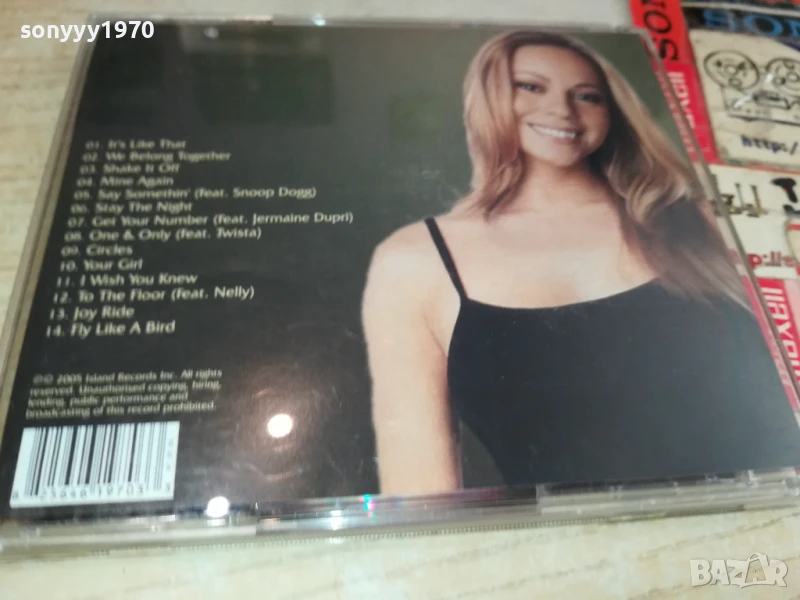 sonyyy1970
01. It's Like That
02. We Belong Together
03. Shake It Off
04. Mine Again
05. Say Somethin' (feat. Snoop Dogg)
06. Stay The Night
07. Get Your Number (feat. Jermaine Dupri)
08. One & Only (feat. Twista)
09. Circles
10. Your Girl
11. I Wish You Knew
12. To The Floor (feat. Nelly)
13. Joy Ride
14. Fly Like A Bird
℗© 2005 Island Records Inc. All rights
reserved. Unauthorised copying, hiring,
lending, public performance and
broadcasting of this record prohibited.
SON
http:/
BAZAR